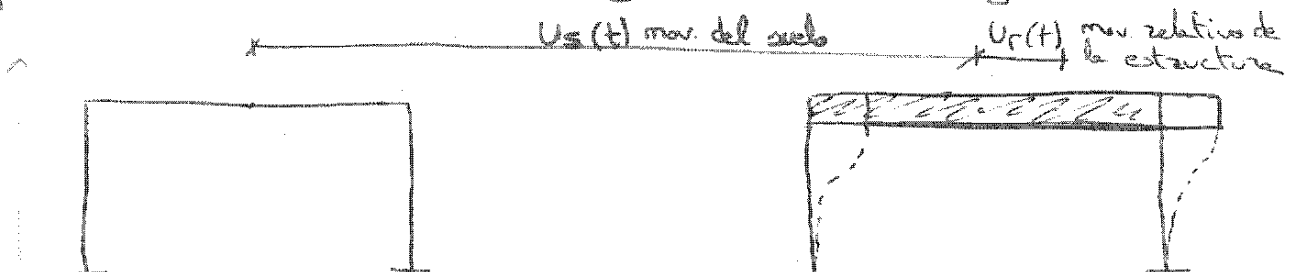 Us(t) mov. del suelo
Ur(t) mov. relativo de
la estructura